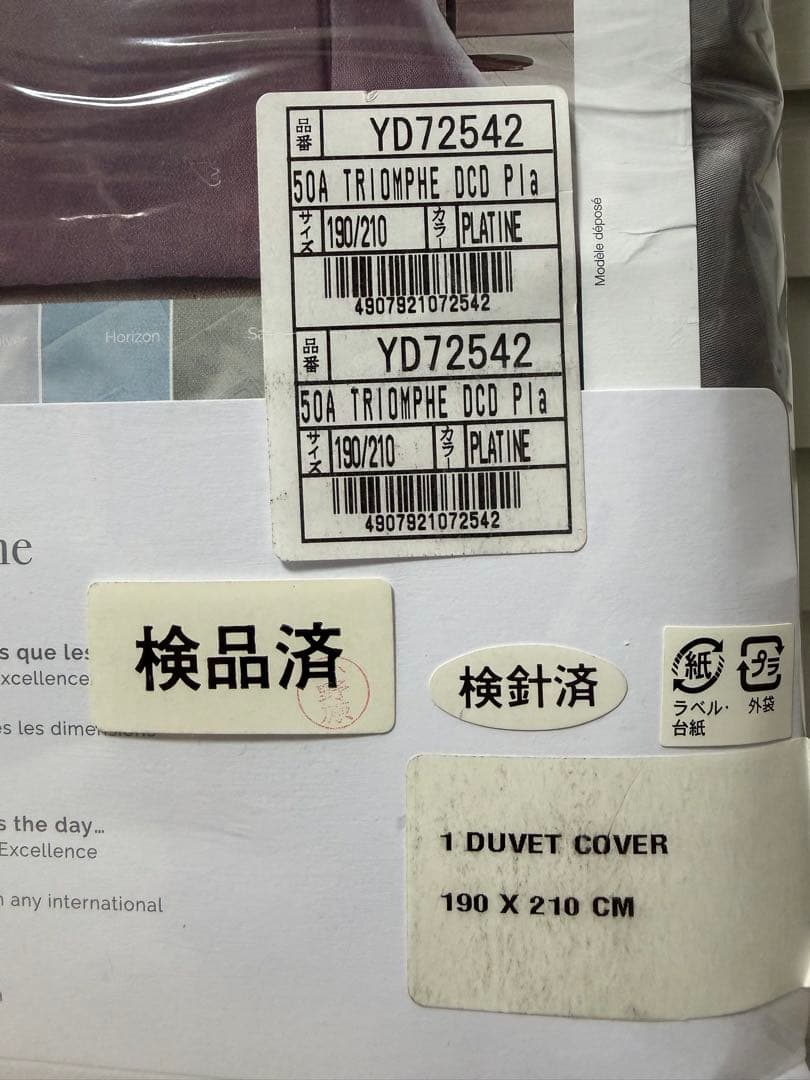 品番 YD72542
50A TRIOMPHE DCD Pla
サイズ 190/210 カラー PLATINE
4907921072542
品番 YD72542
50A TRIOMPHE DCD Pla
サイズ 190/210 カラー PLATINE
4907921072542
Modèle déposé
Horizon
検品済
検針済
紙 プラ
ラベル・台紙 外袋
1 DUVET COVER
190 X 210 CM
que les
es les dimensions
the day...
Excellence
any international